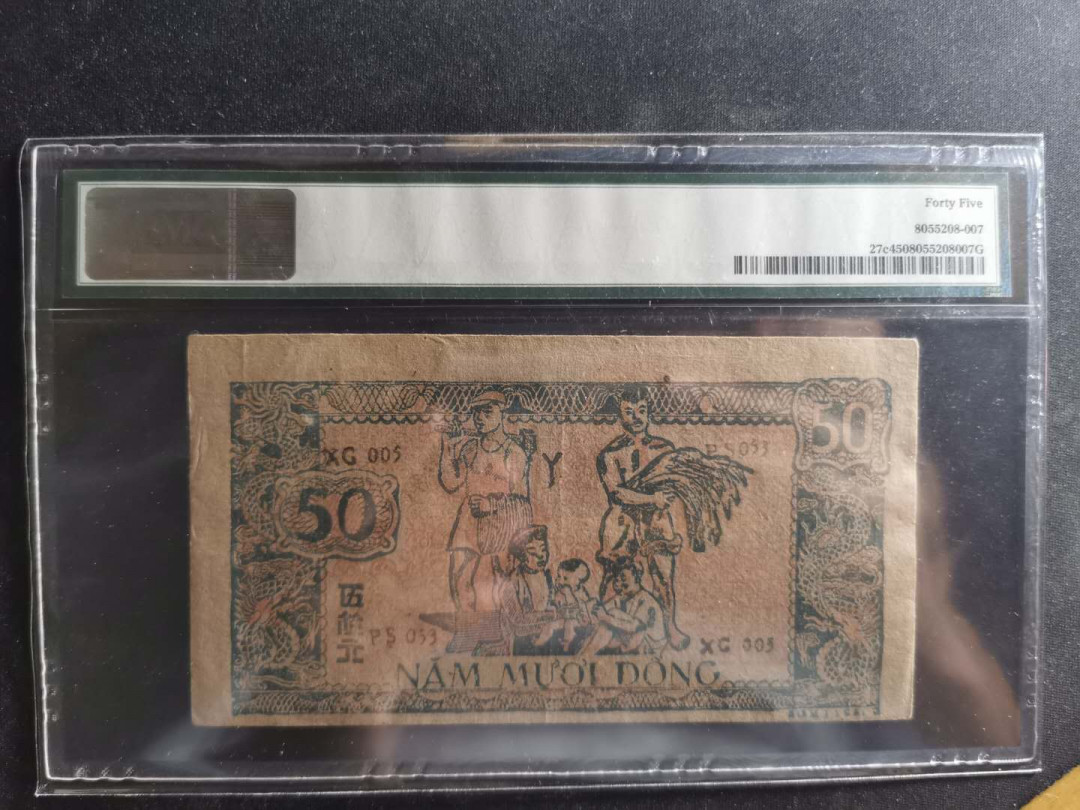 Forty Five
8055208-007
27c4508055208007G
50
XG 005
Y
PS 053
50
伍
拾
元
PS 053
XG 005
NĂM MƯƠI ĐỒNG